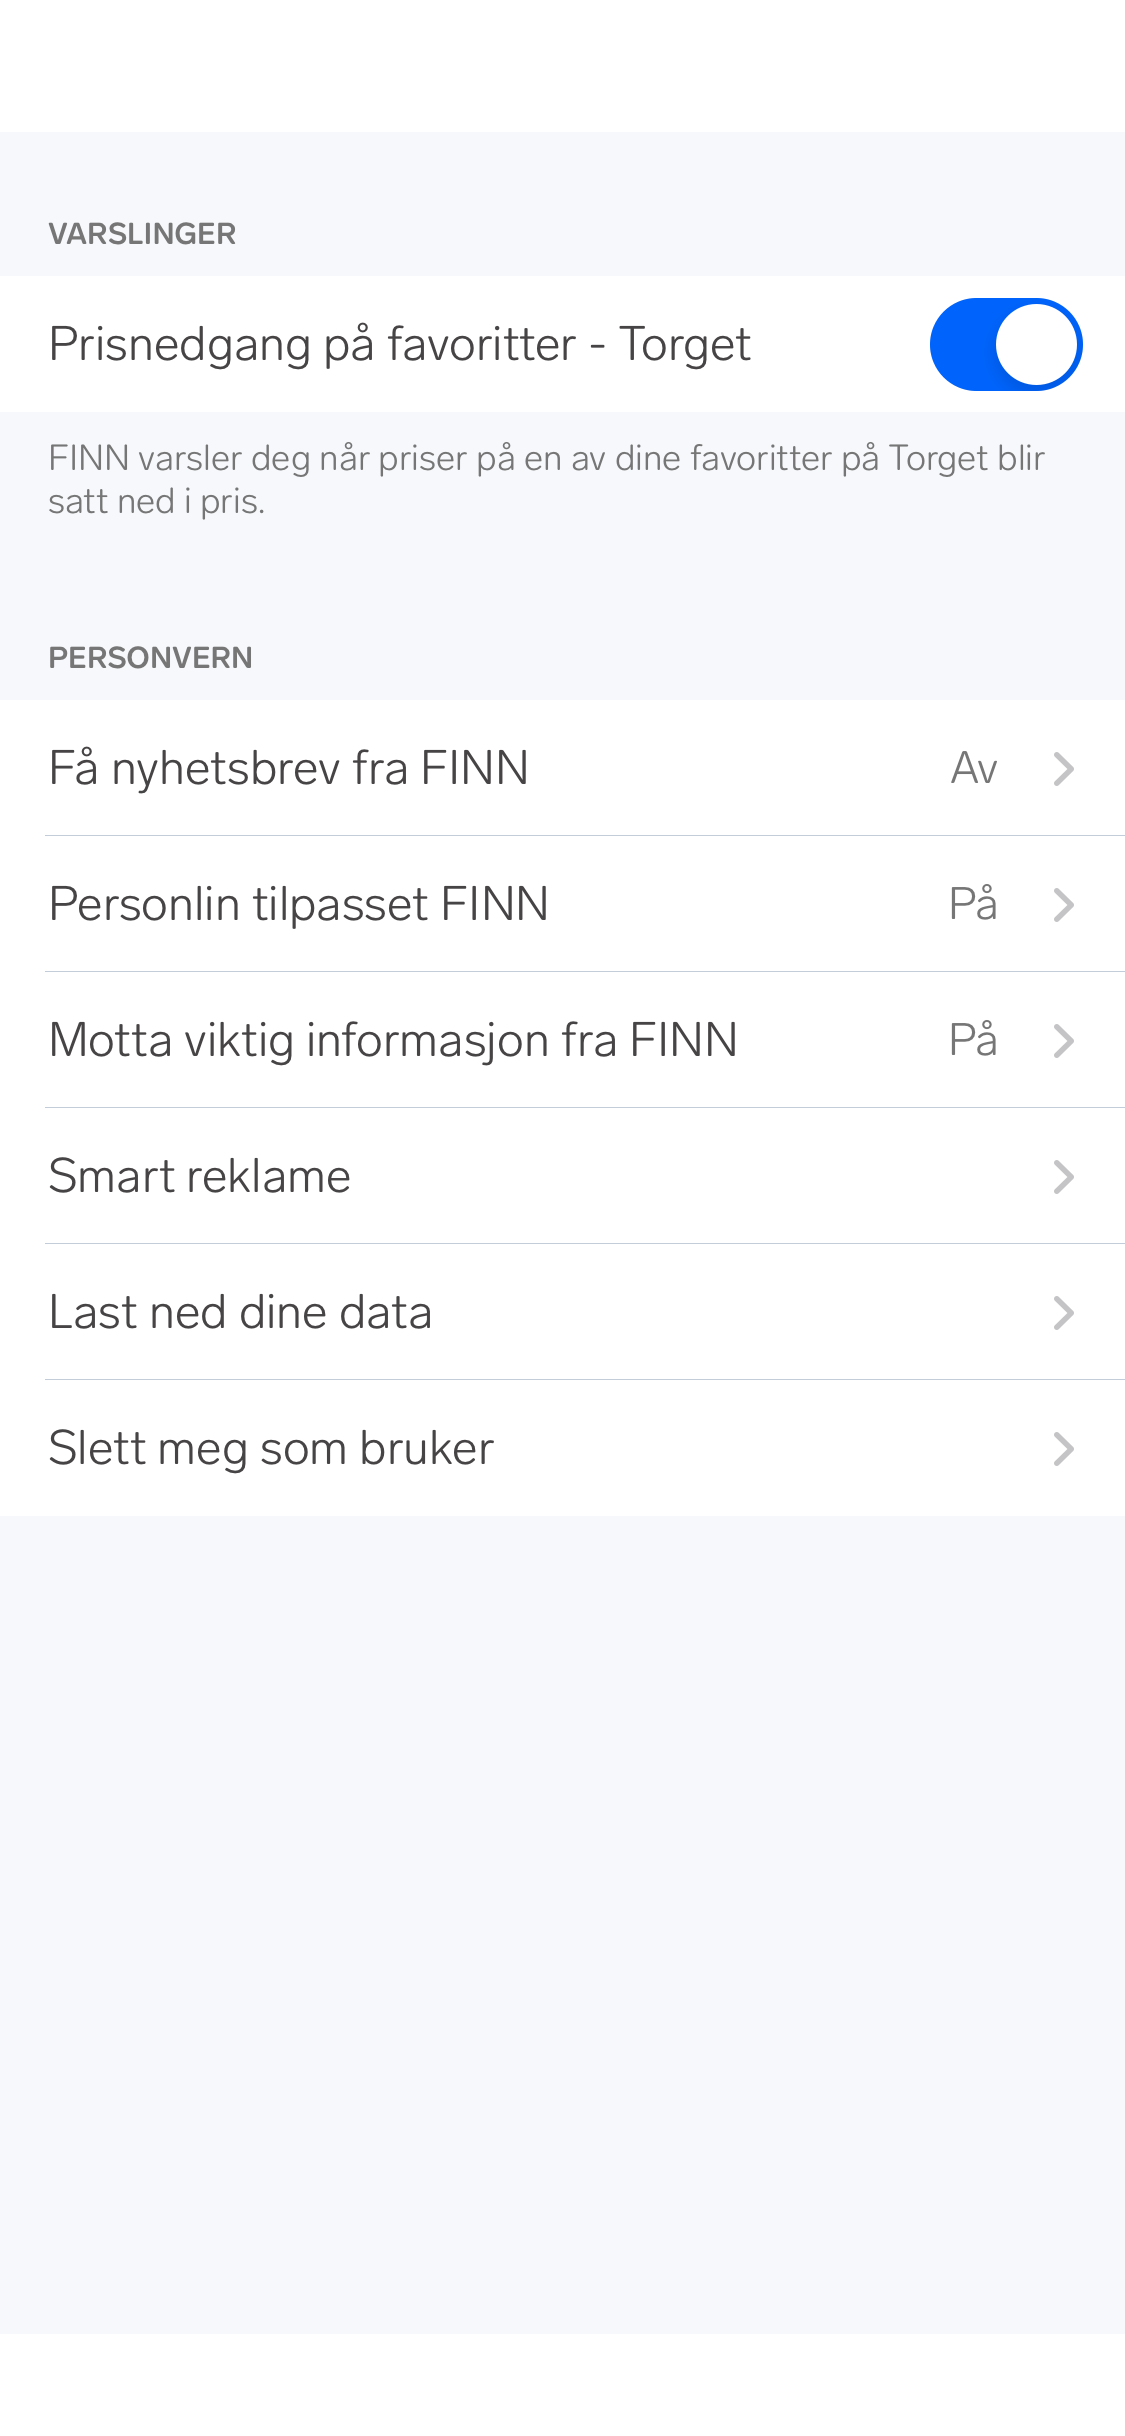 VARSLINGER
Prisnedgang på favoritter - Torget
FINN varsler deg når priser på en av dine favoritter på Torget blir
satt ned i pris.
PERSONVERN
Få nyhetsbrev fra FINN Av
Personlin tilpasset FINN På
Motta viktig informasjon fra FINN På
Smart reklame
Last ned dine data
Slett meg som bruker